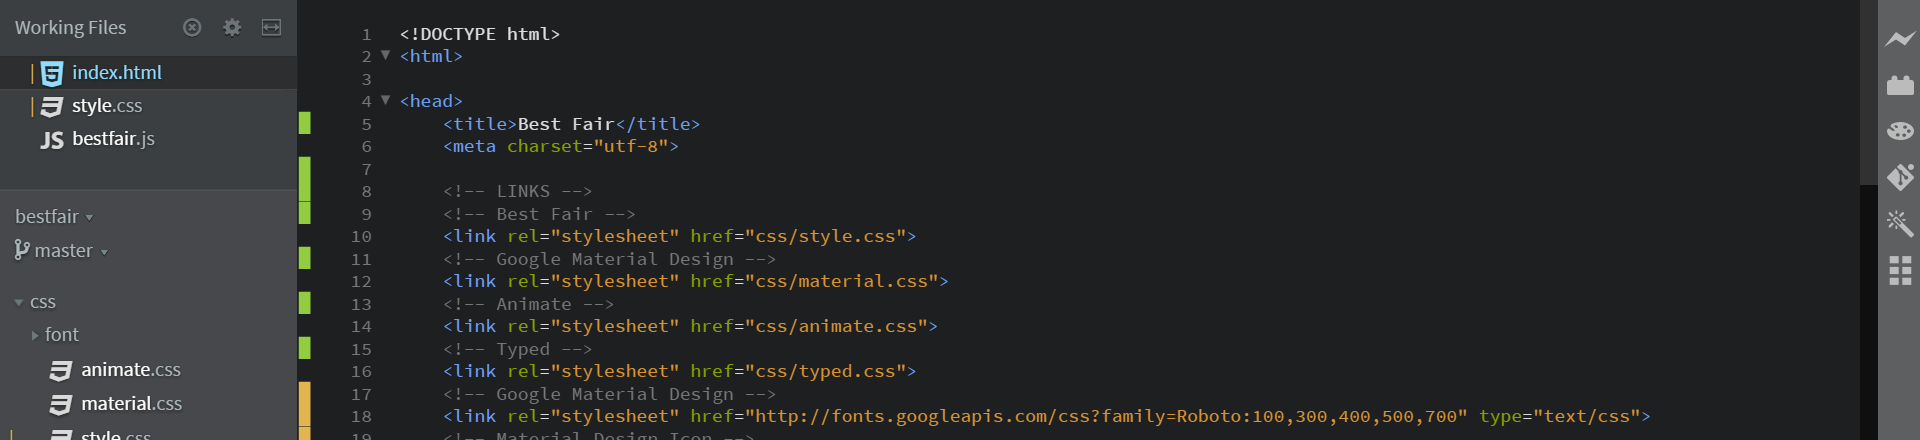 Working Files
index.html
style.css
JS bestfair.js
bestfair
master
css
font
animate.css
material.css
style.css
1 <!DOCTYPE html>
2 <html>
3
4 <head>
5 <title>Best Fair</title>
6 <meta charset="utf-8">
7
8 <!-- LINKS -->
9 <!-- Best Fair -->
10 <link rel="stylesheet" href="css/style.css">
11 <!-- Google Material Design -->
12 <link rel="stylesheet" href="css/material.css">
13 <!-- Animate -->
14 <link rel="stylesheet" href="css/animate.css">
15 <!-- Typed -->
16 <link rel="stylesheet" href="css/typed.css">
17 <!-- Google Material Design -->
18 <link rel="stylesheet" href="http://fonts.googleapis.com/css?family=Roboto:100,300,400,500,700" type="text/css">
19 <!-- Material Design Icon -->